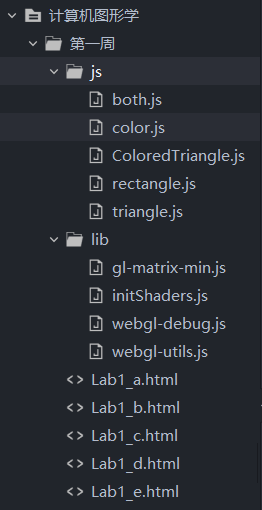 计算机图形学
第一周
js
both.js
color.js
ColoredTriangle.js
rectangle.js
triangle.js
lib
gl-matrix-min.js
initShaders.js
webgl-debug.js
webgl-utils.js
<> Lab1_a.html
<> Lab1_b.html
<> Lab1_c.html
<> Lab1_d.html
<> Lab1_e.html